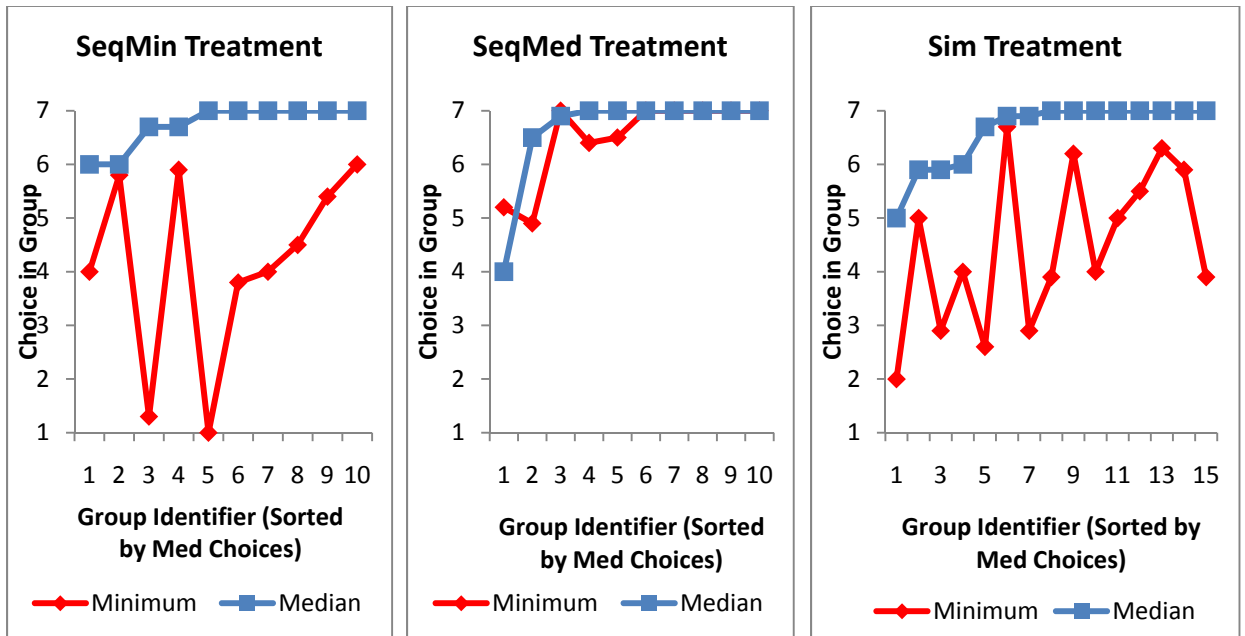 SeqMin Treatment
Choice in Group
7
6
5
4
3
2
1
1 2 3 4 5 6 7 8 9 10
Group Identifier (Sorted
by Med Choices)
Minimum Median
SeqMed Treatment
Choice in Group
7
6
5
4
3
2
1
1 2 3 4 5 6 7 8 9 10
Group Identifier (Sorted
by Med Choices)
Minimum Median
Sim Treatment
Choice in Group
7
6
5
4
3
2
1
1 3 5 7 9 11 13 15
Group Identifier (Sorted by
Med Choices)
Minimum Median